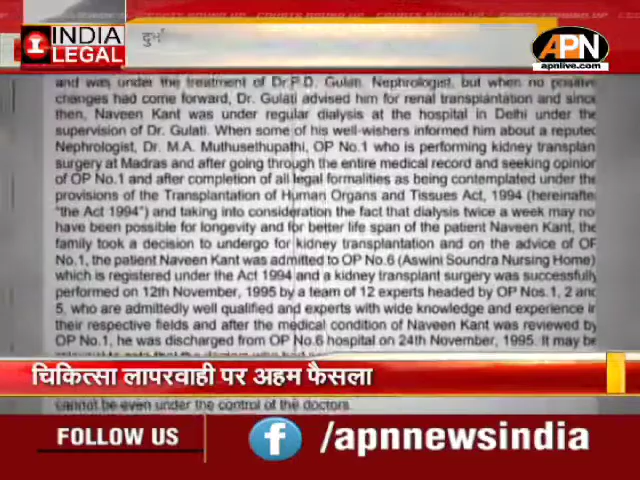 INDIA
LEGAL
APN
apnlive.com
and was under the treatment of Dr.P.D. Gulati, Nephrologist, but when no positive
changes had come forward, Dr. Gulati advised him for renal transplantation and since
then, Naveen Kant was under regular dialysis at the hospital in Delhi under the
supervision of Dr. Gulati. When some of his well-wishers informed him about a reputed
Nephrologist, Dr. M.A. Muthusethupathi, OP No.1 who is performing kidney transplan
surgery at Madras and after going through the entire medical record and seeking opinion
of OP No.1 and after completion of all legal formalities as being contemplated under the
provisions of the Transplantation of Human Organs and Tissues Act, 1994 (hereinafter
"the Act 1994") and taking into consideration the fact that dialysis twice a week may no
have been possible for longevity and for better life span of the patient Naveen Kant, the
family took a decision to undergo for kidney transplantation and on the advice of OP
No.1, the patient Naveen Kant was admitted to OP No.6 (Aswini Soundra Nursing Home)
which is registered under the Act 1994 and a kidney transplant surgery was successfully
performed on 12th November, 1995 by a team of 12 experts headed by OP Nos.1, 2 and
5, who are admittedly well qualified and experts with wide knowledge and experience in
their respective fields and after the medical condition of Naveen Kant was reviewed by
OP No.1, he was discharged from OP No.6 hospital on 24th November, 1995. It may be
चिकित्सा लापरवाही पर अहम फैसला
cannot be even under the control of the doctors.
FOLLOW US
f /apnnewsindia